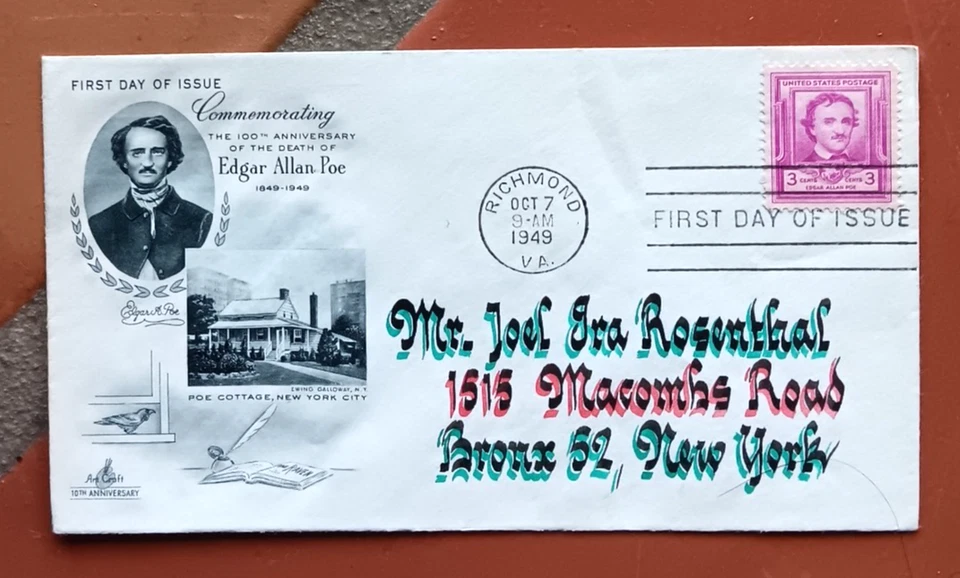 FIRST DAY OF ISSUE
Commemorating
THE 100TH ANNIVERSARY
OF THE DEATH OF
Edgar Allan Poe
1849-1949
Edgar A. Poe
EWING GALLOWAY, N.Y.
POE COTTAGE, NEW YORK CITY
THE RAVEN
Art Craft
10TH ANNIVERSARY
RICHMOND
OCT 7
9-AM
1949
VA.
UNITED STATES POSTAGE
3 CENTS CENTS 3
EDGAR ALLAN POE
FIRST DAY OF ISSUE
Mr. Joel Ira Rosenthal
1515 Macombs Road
Bronx 52, New York